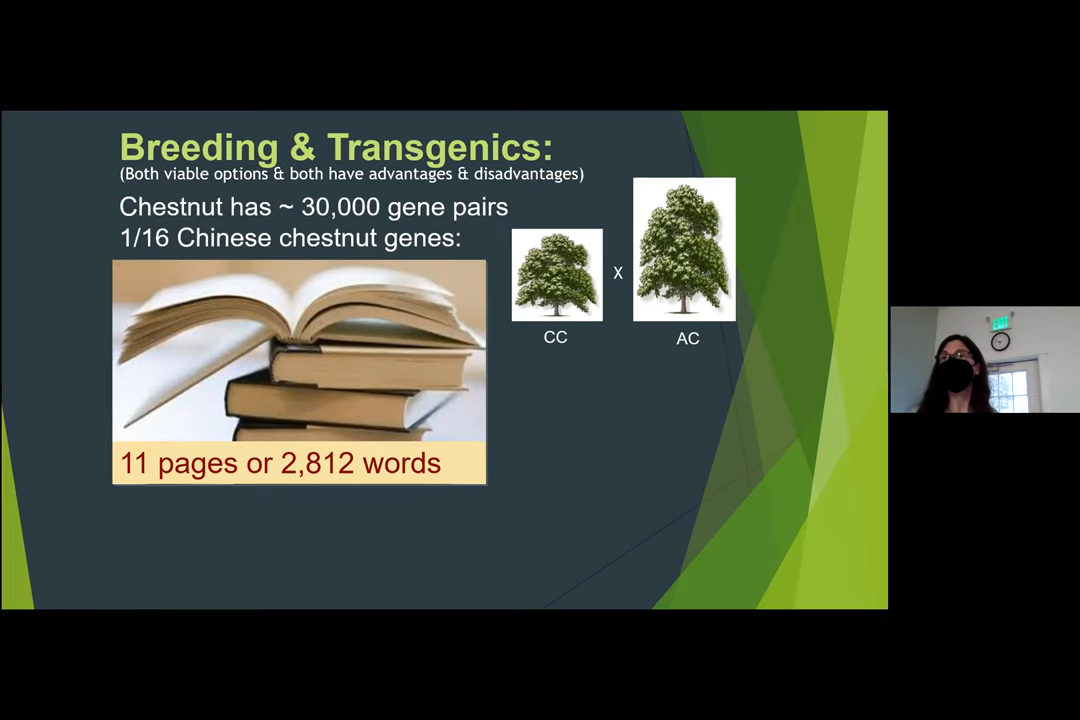 Breeding & Transgenics:
(Both viable options & both have advantages & disadvantages)
Chestnut has ~ 30,000 gene pairs
1/16 Chinese chestnut genes:
X
CC
AC
11 pages or 2,812 words